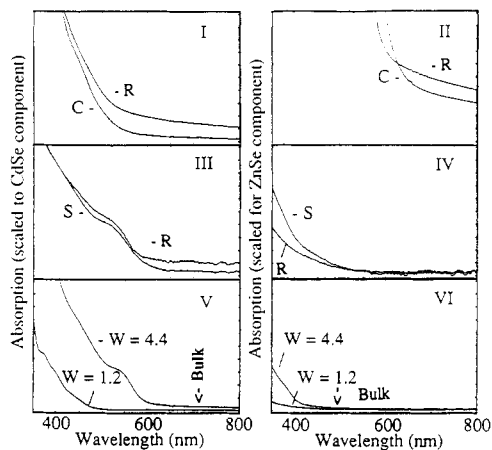 Absorption (scaled to CdSe component)
I
- R
C -
III
S -
- R
V
- W = 4.4
W = 1.2
Bulk
400 600 800
Wavelength (nm)
Absorption (scaled for ZnSe component)
II
- R
C -
IV
- S
R
VI
W = 4.4
W = 1.2
Bulk
400 600 800
Wavelength (nm)